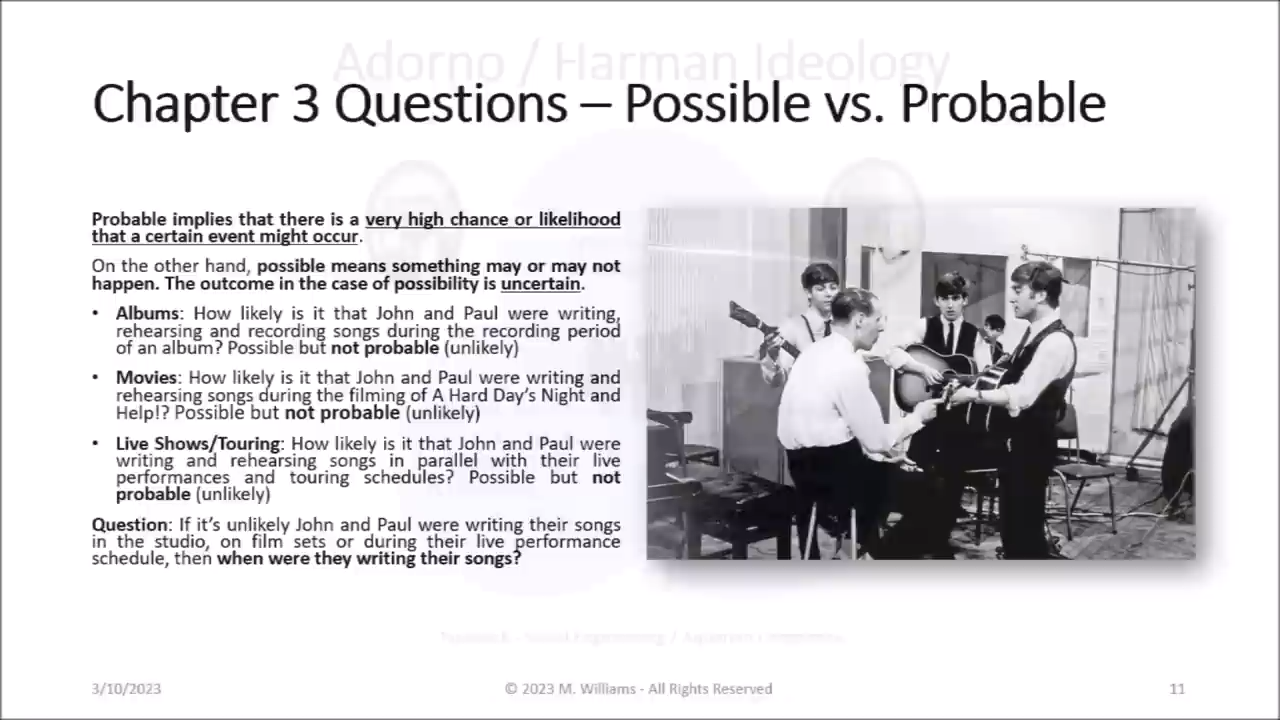 Adorno / Harman Ideology
Chapter 3 Questions – Possible vs. Probable
Probable implies that there is a very high chance or likelihood
that a certain event might occur.
On the other hand, possible means something may or may not
happen. The outcome in the case of possibility is uncertain.
• Albums: How likely is it that John and Paul were writing,
rehearsing and recording songs during the recording period
of an album? Possible but not probable (unlikely)
• Movies: How likely is it that John and Paul were writing and
rehearsing songs during the filming of A Hard Day's Night and
Help!? Possible but not probable (unlikely)
• Live Shows/Touring: How likely is it that John and Paul were
writing and rehearsing songs in parallel with their live
performances and touring schedules? Possible but not
probable (unlikely)
Question: If it's unlikely John and Paul were writing their songs
in the studio, on film sets or during their live performance
schedule, then when were they writing their songs?
3/10/2023
© 2023 M. Williams - All Rights Reserved
11